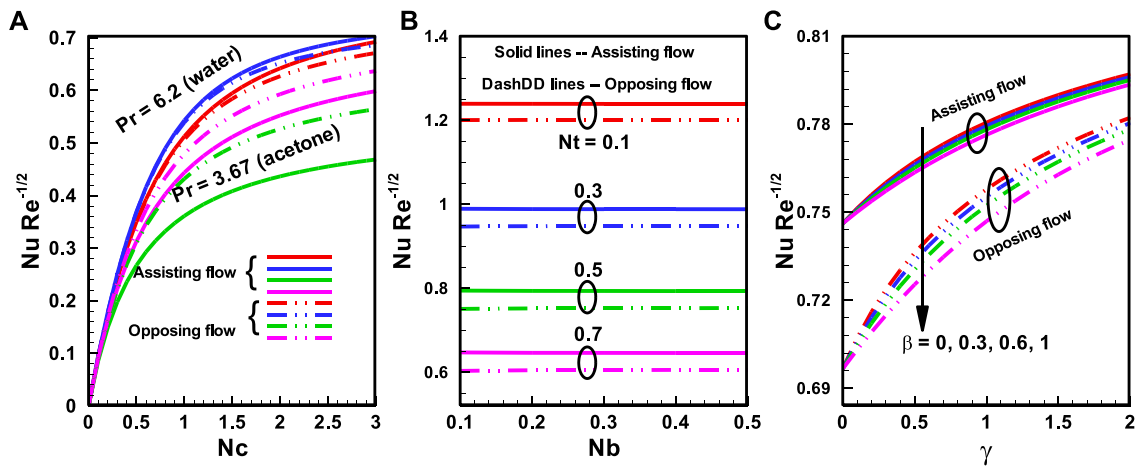 A
Nu Re-1/2
0.7
0.6
0.5
0.4
0.3
0.2
0.1
0
Pr = 6.2 (water)
Pr = 3.67 (acetone)
Assisting flow {
Opposing flow {
0 0.5 1 1.5 2 2.5 3
Nc
B
Nu Re-1/2
1.4
1.2
1
0.8
0.6
Solid lines -- Assisting flow
DashDD lines -- Opposing flow
Nt = 0.1
0.3
0.5
0.7
0.1 0.2 0.3 0.4 0.5
Nb
C
Nu Re-1/2
0.81
0.78
0.75
0.72
0.69
Assisting flow
Opposing flow
β = 0, 0.3, 0.6, 1
0 0.5 1 1.5 2
γ